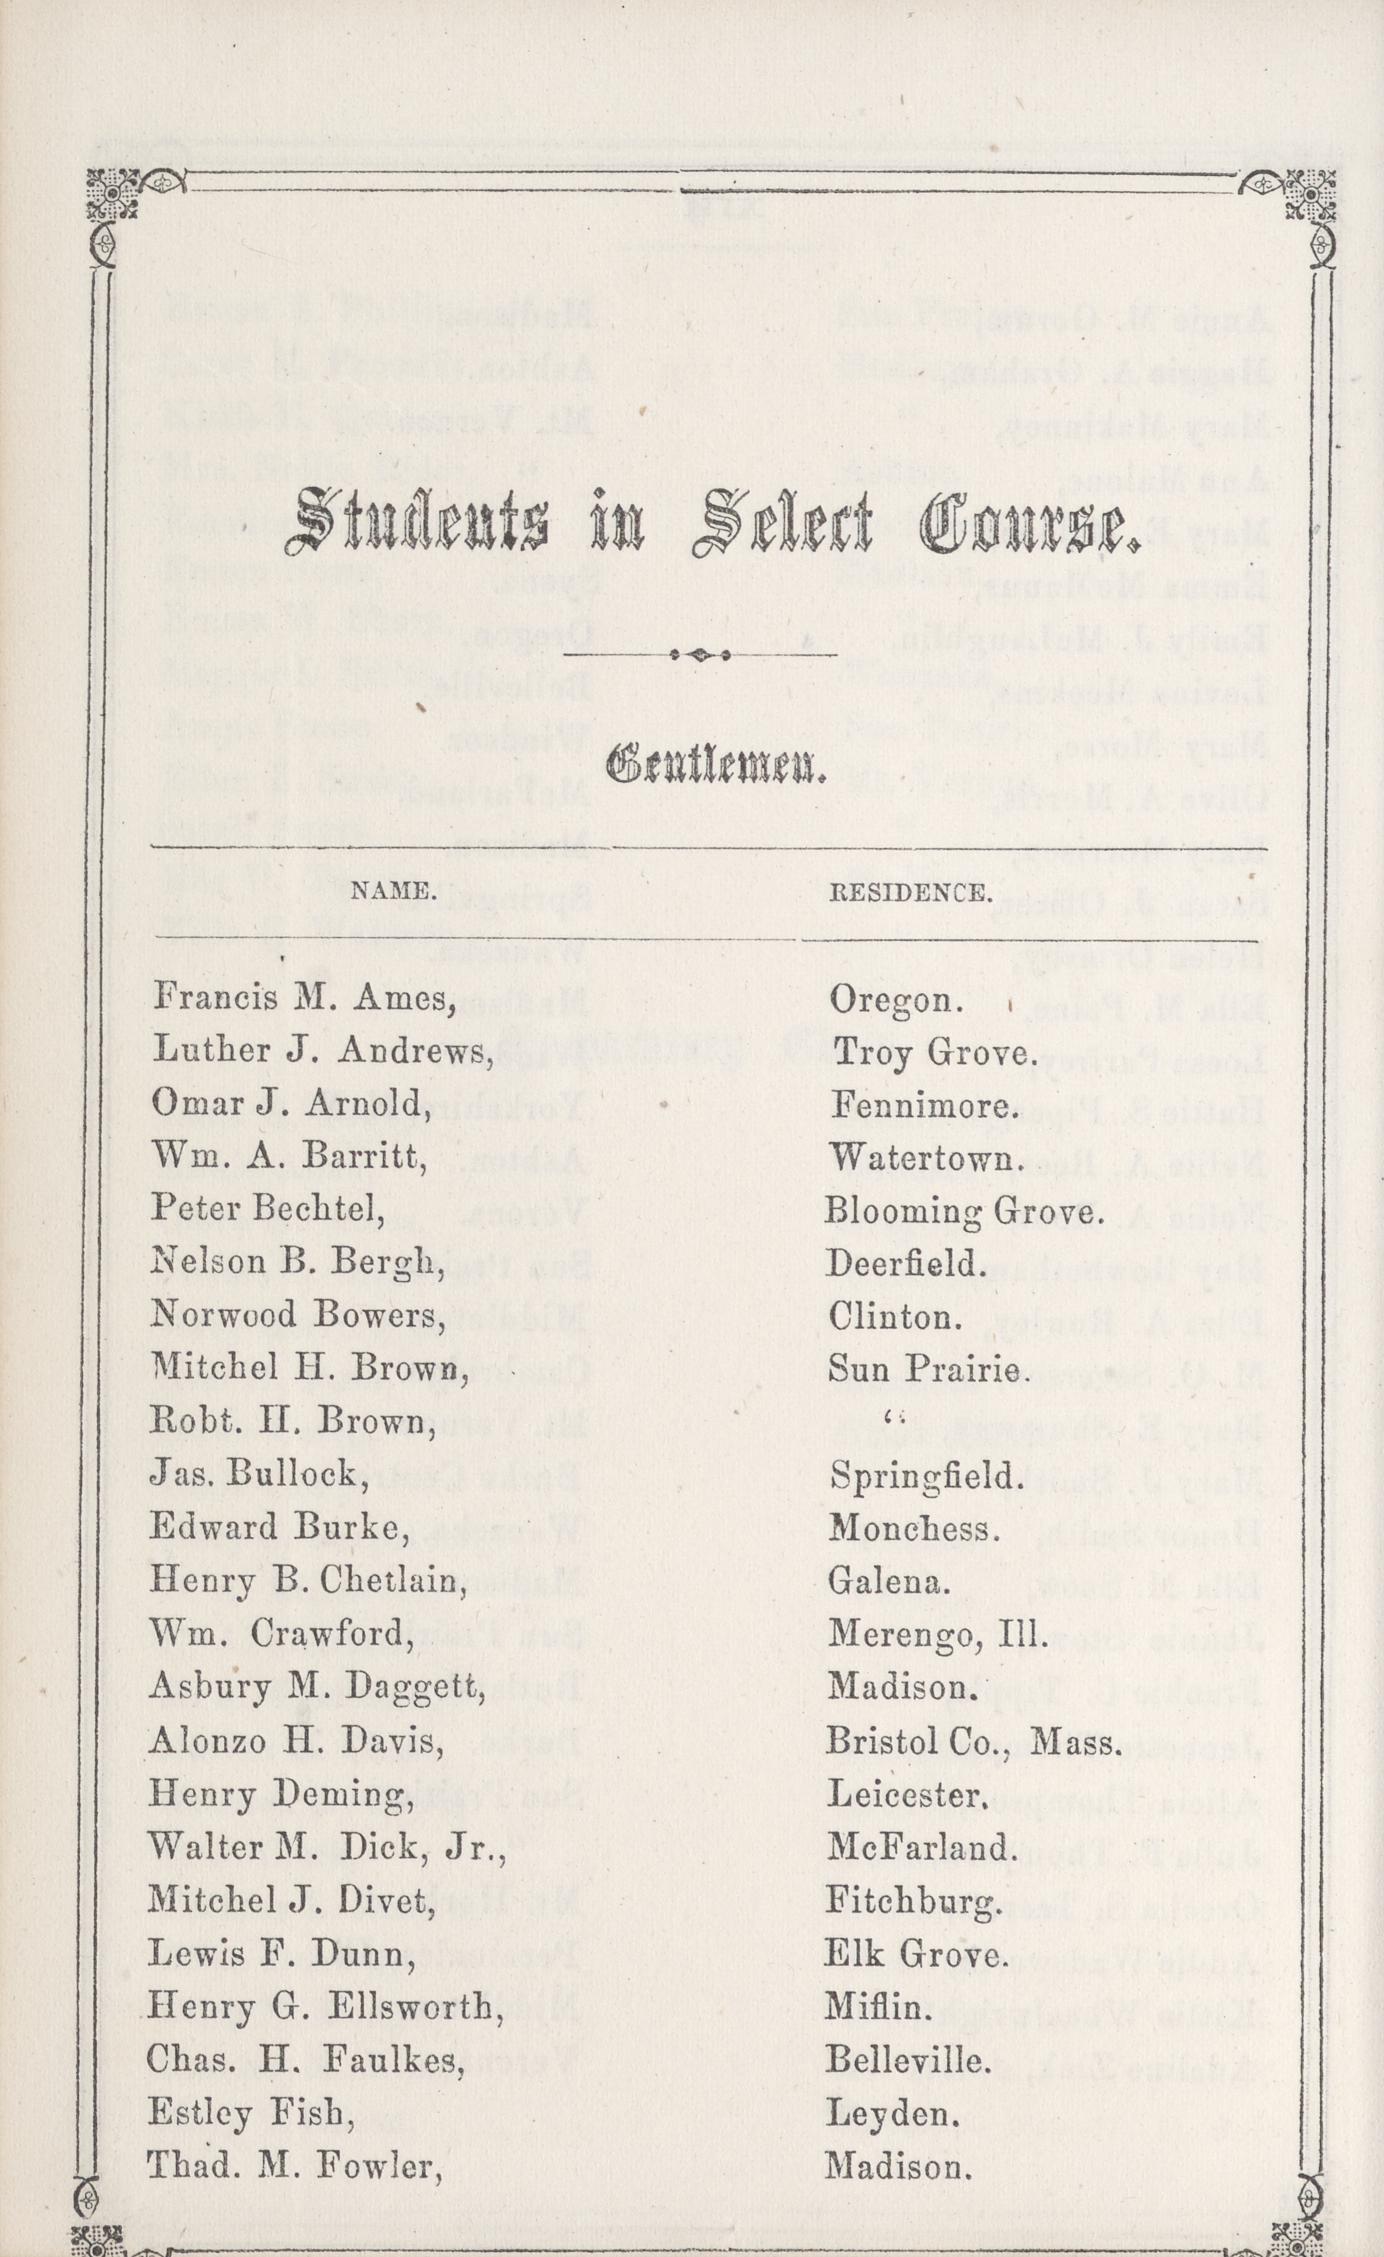 Students in Select Course.
Gentlemen.
NAME. RESIDENCE.
Francis M. Ames, Oregon.
Luther J. Andrews, Troy Grove.
Omar J. Arnold, Fennimore.
Wm. A. Barritt, Watertown.
Peter Bechtel, Blooming Grove.
Nelson B. Bergh, Deerfield.
Norwood Bowers, Clinton.
Mitchel H. Brown, Sun Prairie.
Robt. H. Brown, "
Jas. Bullock, Springfield.
Edward Burke, Monchess.
Henry B. Chetlain, Galena.
Wm. Crawford, Merengo, Ill.
Asbury M. Daggett, Madison.
Alonzo H. Davis, Bristol Co., Mass.
Henry Deming, Leicester.
Walter M. Dick, Jr., McFarland.
Mitchel J. Divet, Fitchburg.
Lewis F. Dunn, Elk Grove.
Henry G. Ellsworth, Miflin.
Chas. H. Faulkes, Belleville.
Estley Fish, Leyden.
Thad. M. Fowler, Madison.